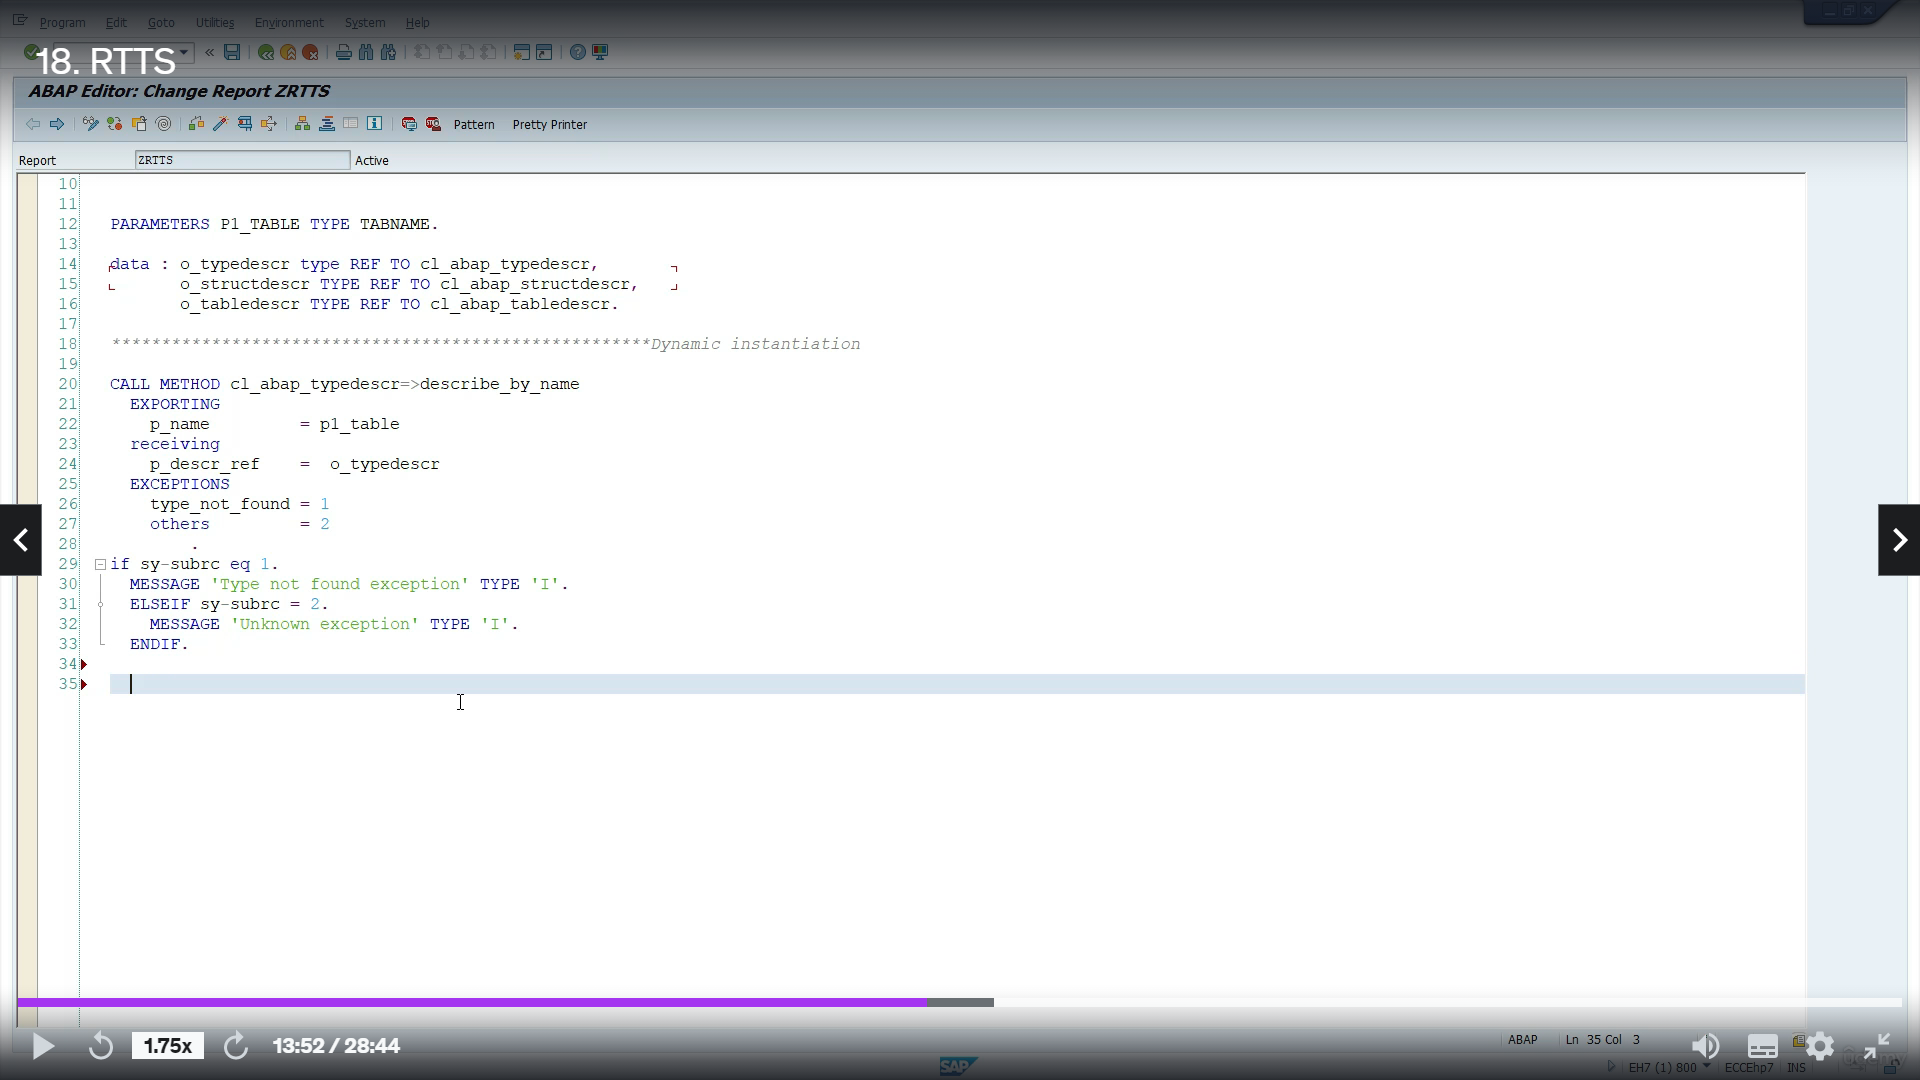 Program Edit Goto Utilities Environment System Help
18. RTTS
ABAP Editor: Change Report ZRTTS
Pattern Pretty Printer
Report ZRTTS Active
10
11
12 PARAMETERS P1_TABLE TYPE TABNAME.
13
14 data : o_typedescr type REF TO cl_abap_typedescr,
15 o_structdescr TYPE REF TO cl_abap_structdescr,
16 o_tabledescr TYPE REF TO cl_abap_tabledescr.
17
18 ******************************************************Dynamic instantiation
19
20 CALL METHOD cl_abap_typedescr=>describe_by_name
21 EXPORTING
22 p_name = p1_table
23 receiving
24 p_descr_ref = o_typedescr
25 EXCEPTIONS
26 type_not_found = 1
27 others = 2
28 .
29 if sy-subrc eq 1.
30 MESSAGE 'Type not found exception' TYPE 'I'.
31 ELSEIF sy-subrc = 2.
32 MESSAGE 'Unknown exception' TYPE 'I'.
33 ENDIF.
34
35
1.75x 13:52 / 28:44
ABAP Ln 35 Col 3
SAP
EH7 (1) 800 ECCEhp7 INS